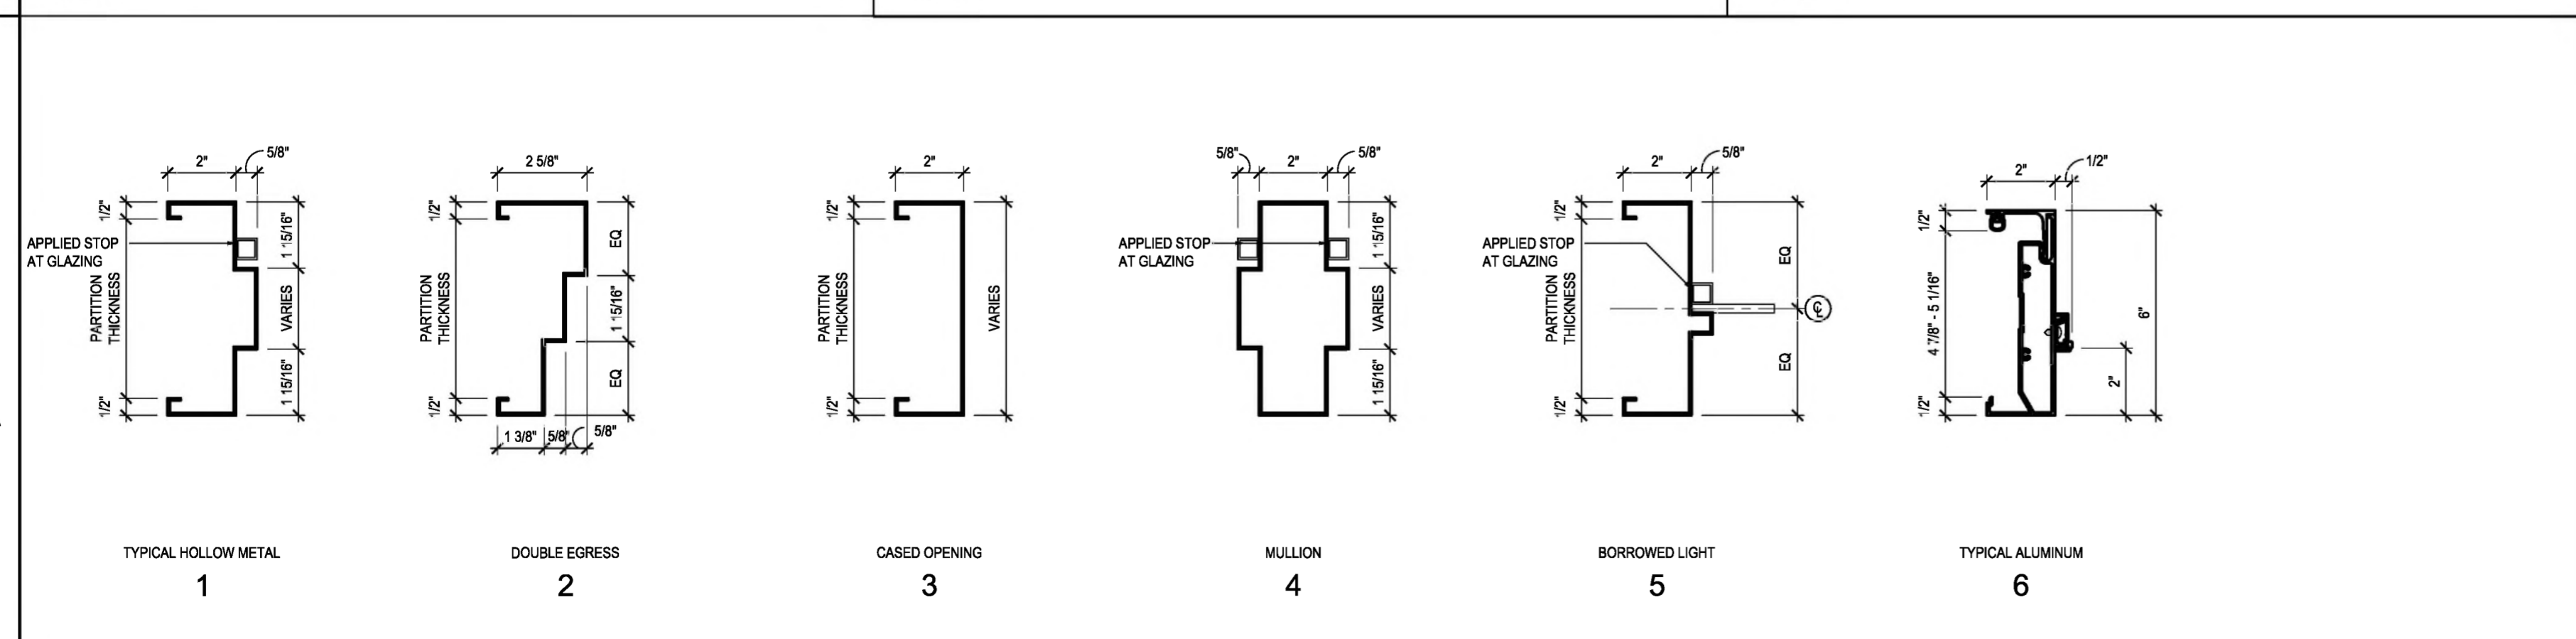 2"
5/8"
1/2"
APPLIED STOP
AT GLAZING
PARTITION
THICKNESS
1/2"
1 15/16"
VARIES
1 15/16"
TYPICAL HOLLOW METAL
1
2 5/8"
1/2"
PARTITION
THICKNESS
1/2"
EQ
1 15/16"
EQ
1 3/8"
5/8"
5/8"
DOUBLE EGRESS
2
2"
1/2"
PARTITION
THICKNESS
1/2"
VARIES
CASED OPENING
3
5/8"
2"
5/8"
APPLIED STOP
AT GLAZING
1 15/16"
VARIES
1 15/16"
MULLION
4
2"
5/8"
1/2"
APPLIED STOP
AT GLAZING
PARTITION
THICKNESS
1/2"
EQ
EQ
℄
BORROWED LIGHT
5
2"
1/2"
1/2"
4 7/8" - 5 1/16"
1/2"
2"
6"
TYPICAL ALUMINUM
6